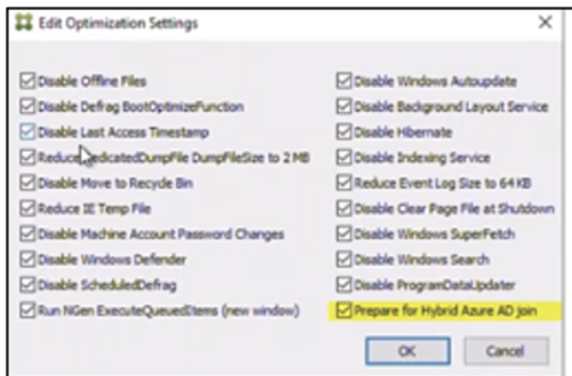 Edit Optimization Settings
Disable Offline Files
Disable Defrag BootOptimizeFunction
Disable Last Access Timestamp
Reduce DedicatedDumpFile DumpFileSize to 2 MB
Disable Move to Recycle Bin
Reduce IE Temp File
Disable Machine Account Password Changes
Disable Windows Defender
Disable ScheduledDefrag
Run NGen ExecuteQueuedItems (new window)
Disable Windows Autoupdate
Disable Background Layout Service
Disable Hibernate
Disable Indexing Service
Reduce Event Log Size to 64 KB
Disable Clear Page File at Shutdown
Disable Windows SuperFetch
Disable Windows Search
Disable ProgramDataUpdater
Prepare for Hybrid Azure AD join
OK
Cancel